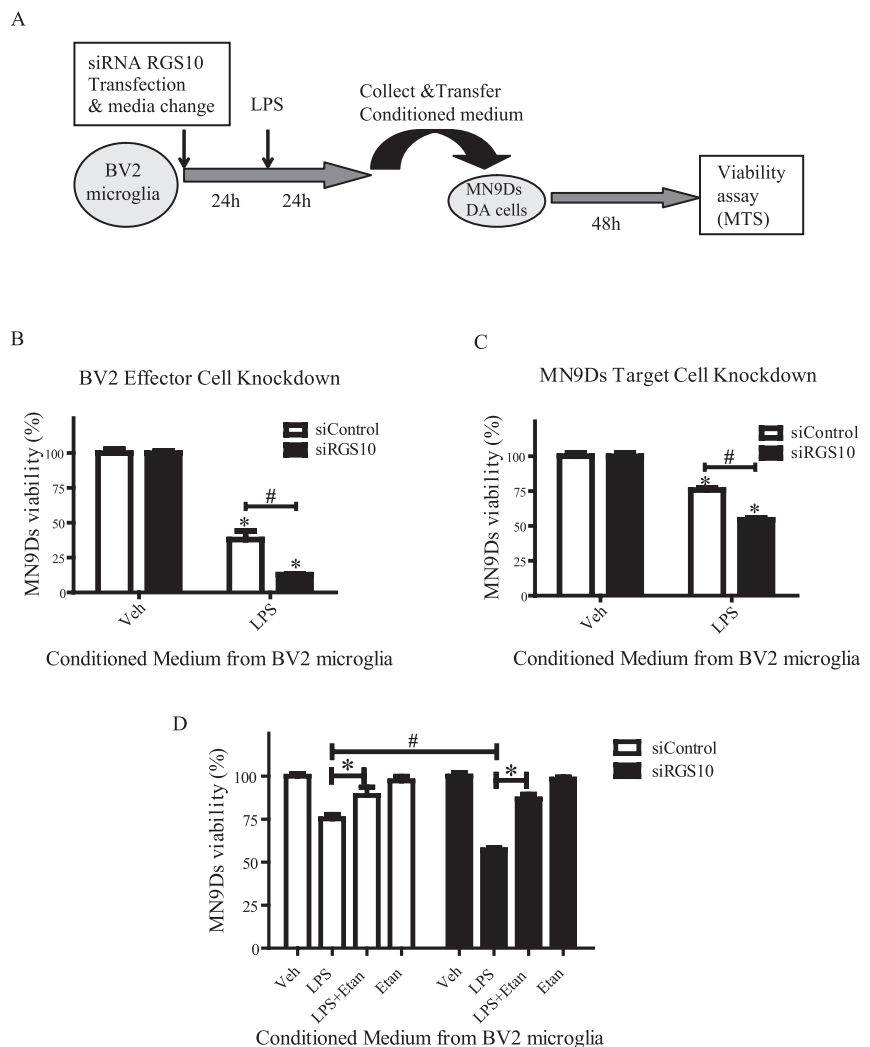 A
siRNA RGS10
Transfection
& media change
LPS
Collect &Transfer
Conditioned medium
BV2
microglia
24h
24h
MN9Ds
DA cells
48h
Viability
assay
(MTS)
B
BV2 Effector Cell Knockdown
MN9Ds viability (%)
100
75
50
25
0
siControl
siRGS10
#
*
*
Veh
LPS
Conditioned Medium from BV2 microglia
C
MN9Ds Target Cell Knockdown
MN9Ds viability (%)
100
75
50
25
0
siControl
siRGS10
#
*
*
Veh
LPS
Conditioned Medium from BV2 microglia
D
MN9Ds viability (%)
100
75
50
25
0
#
*
*
siControl
siRGS10
Veh
LPS
LPS+Etan
Etan
Veh
LPS
LPS+Etan
Etan
Conditioned Medium from BV2 microglia